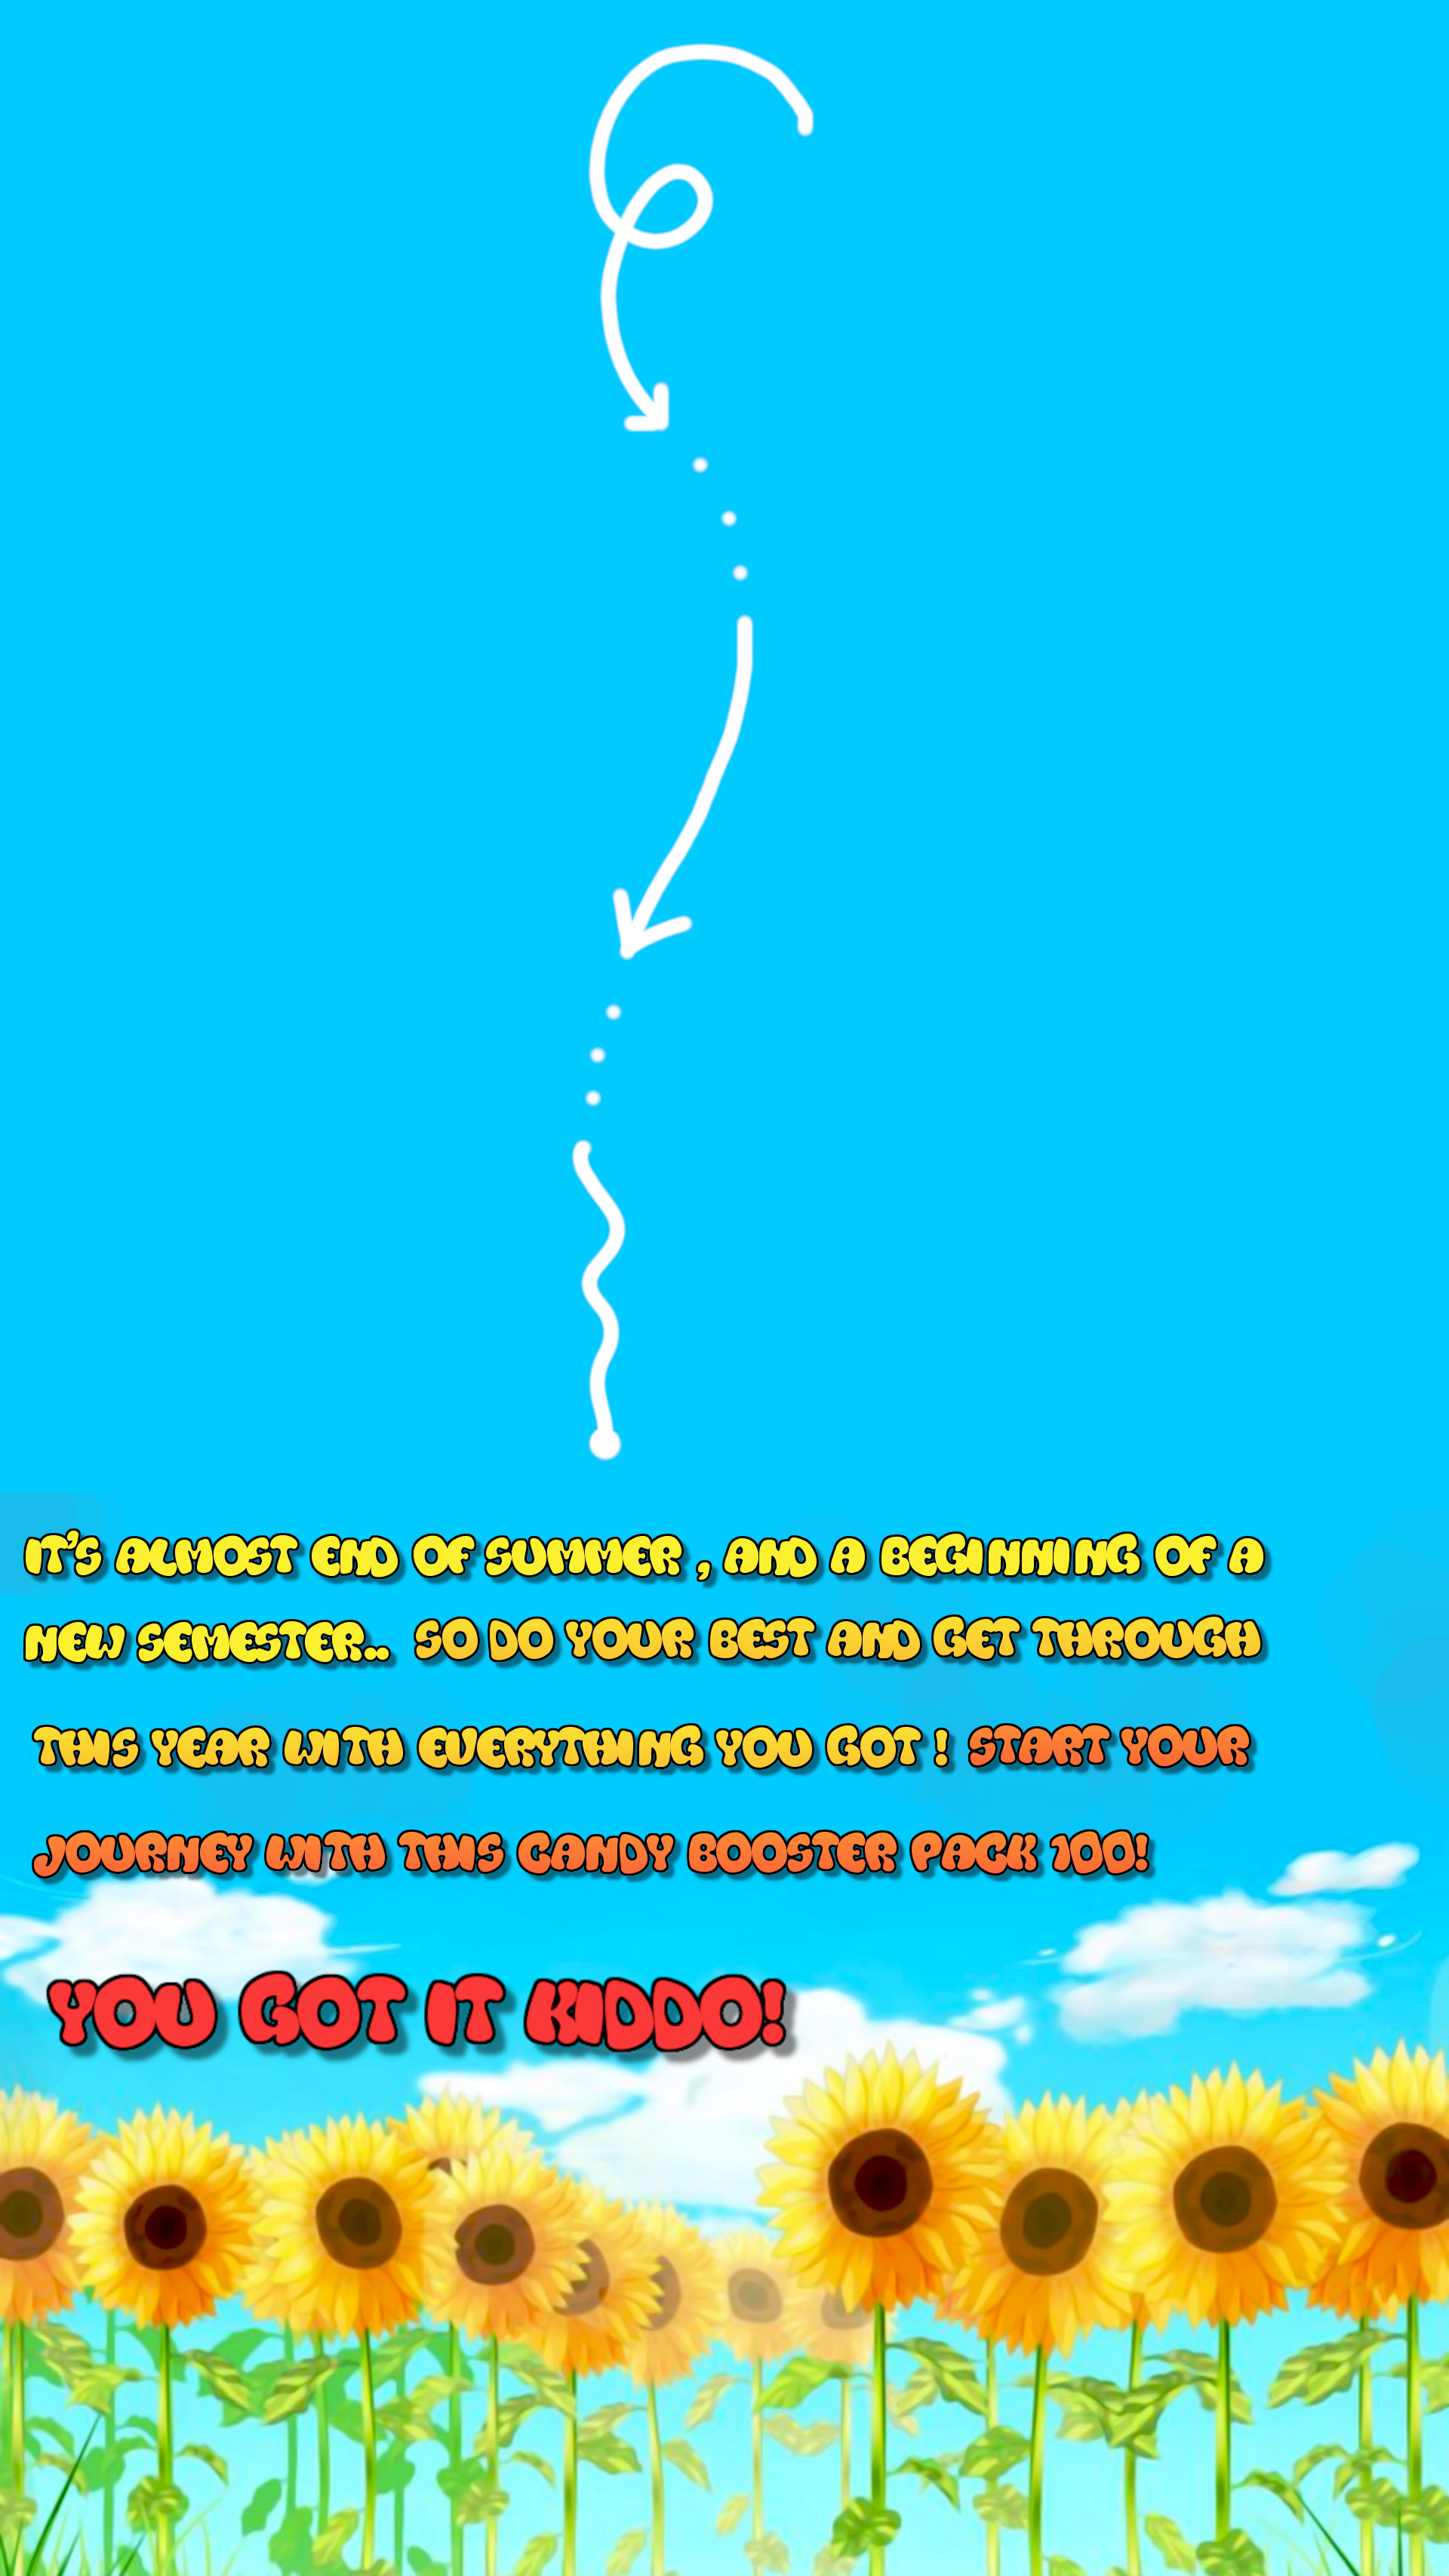 IT'S ALMOST END OF SUMMER , AND A BEGINNING OF A
NEW SEMESTER.. SO DO YOUR BEST AND GET THROUGH
THIS YEAR WITH EVERYTHING YOU GOT ! START YOUR
JOURNEY WITH THIS CANDY BOOSTER PACK 100!
YOU GOT IT KIDDO!